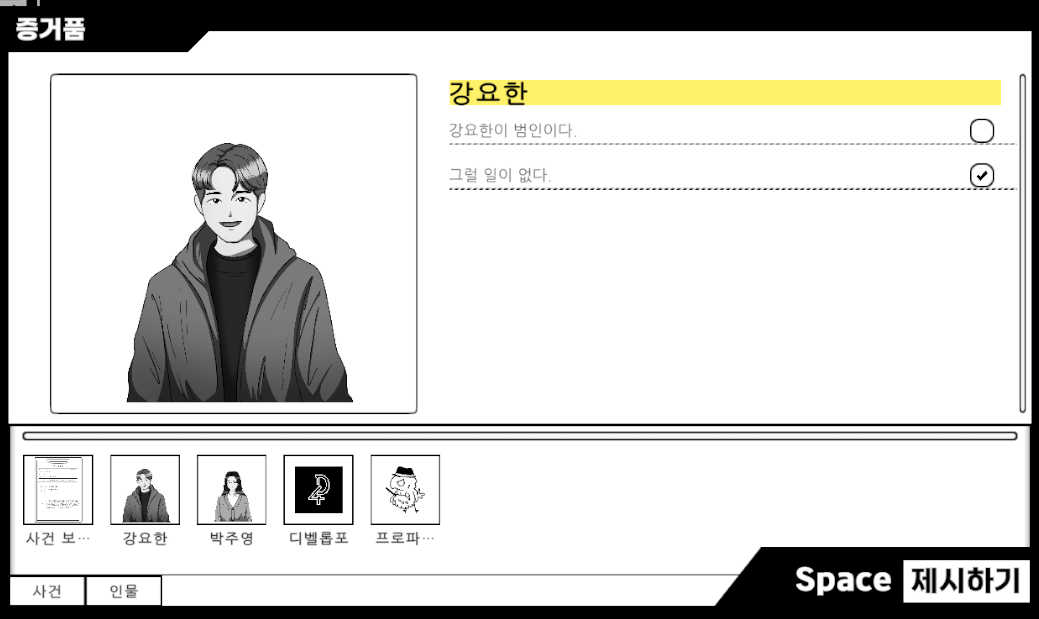 증거품
강요한
강요한이 범인이다.
그럴 일이 없다.
사건 보…
강요한
박주영
디벨롭포
프로파…
사건
인물
Space 제시하기